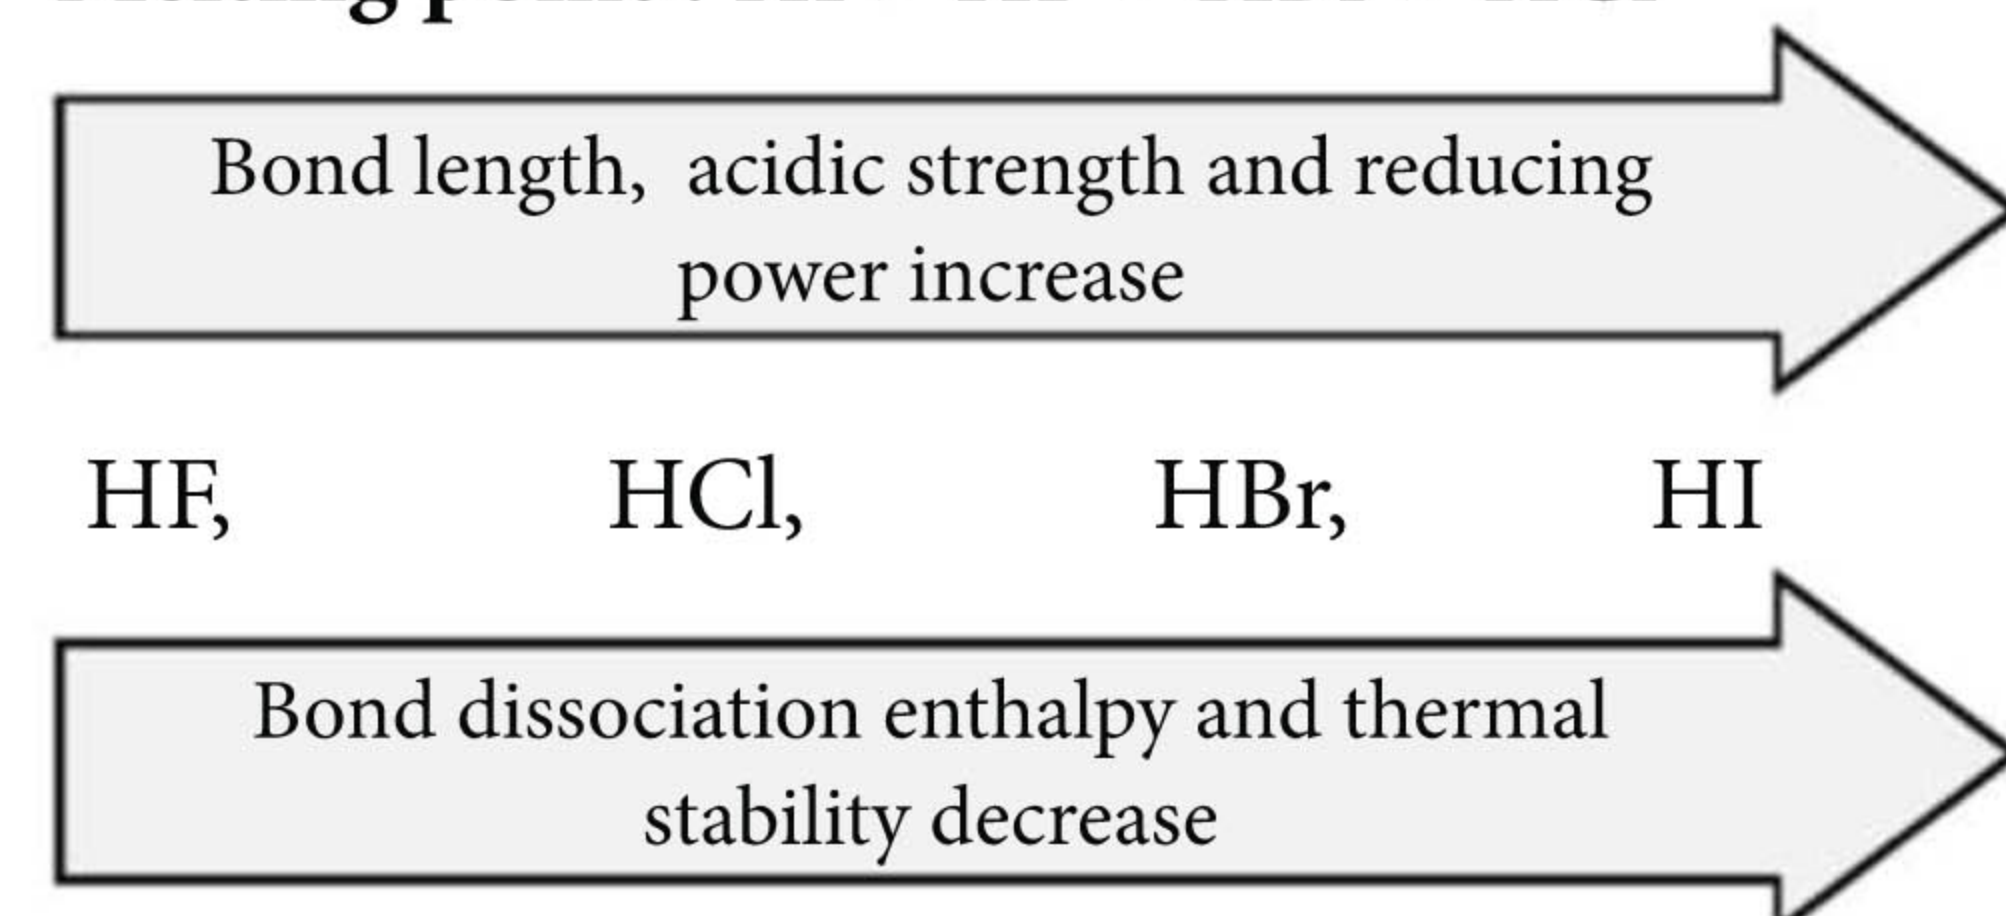 Bond length, acidic strength and reducing
power increase
HF, HCl, HBr, HI
Bond dissociation enthalpy and thermal
stability decrease